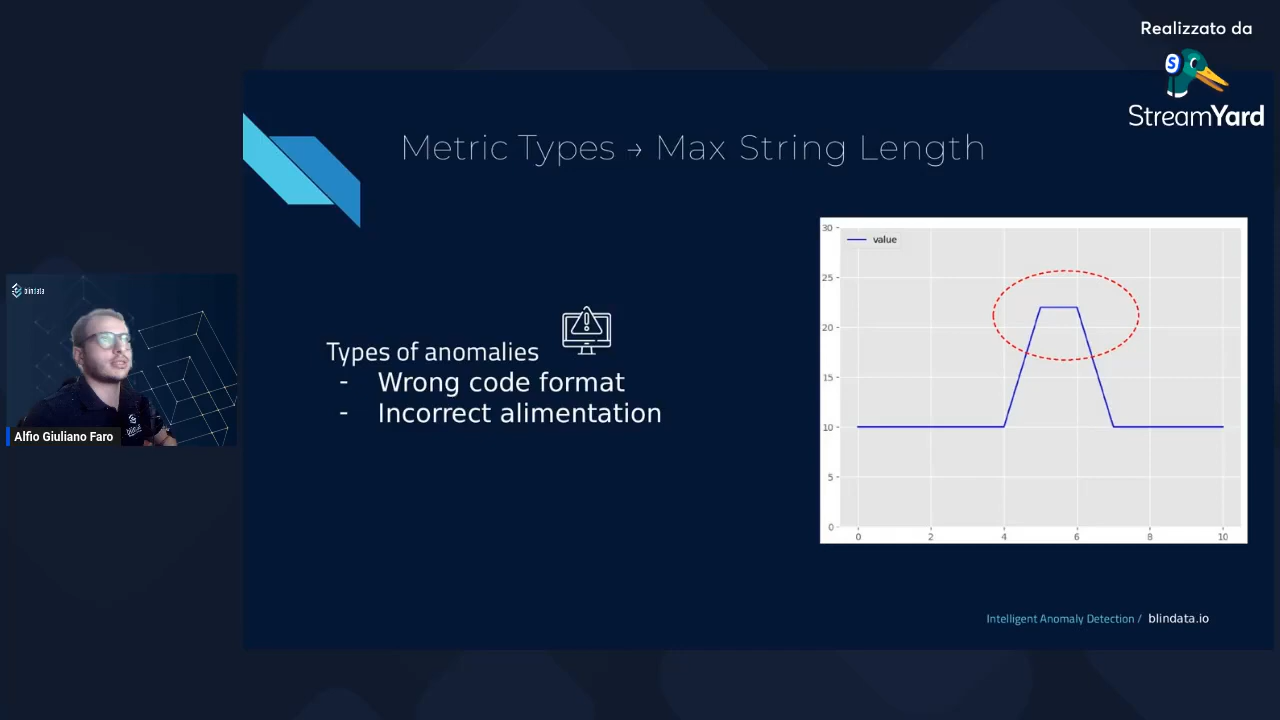 Realizzato da
S
StreamYard
Metric Types → Max String Length
Types of anomalies
- Wrong code format
- Incorrect alimentation
value
30
25
20
15
10
5
0
0 2 4 6 8 10
blindata
Alfio Giuliano Faro
Intelligent Anomaly Detection / blindata.io